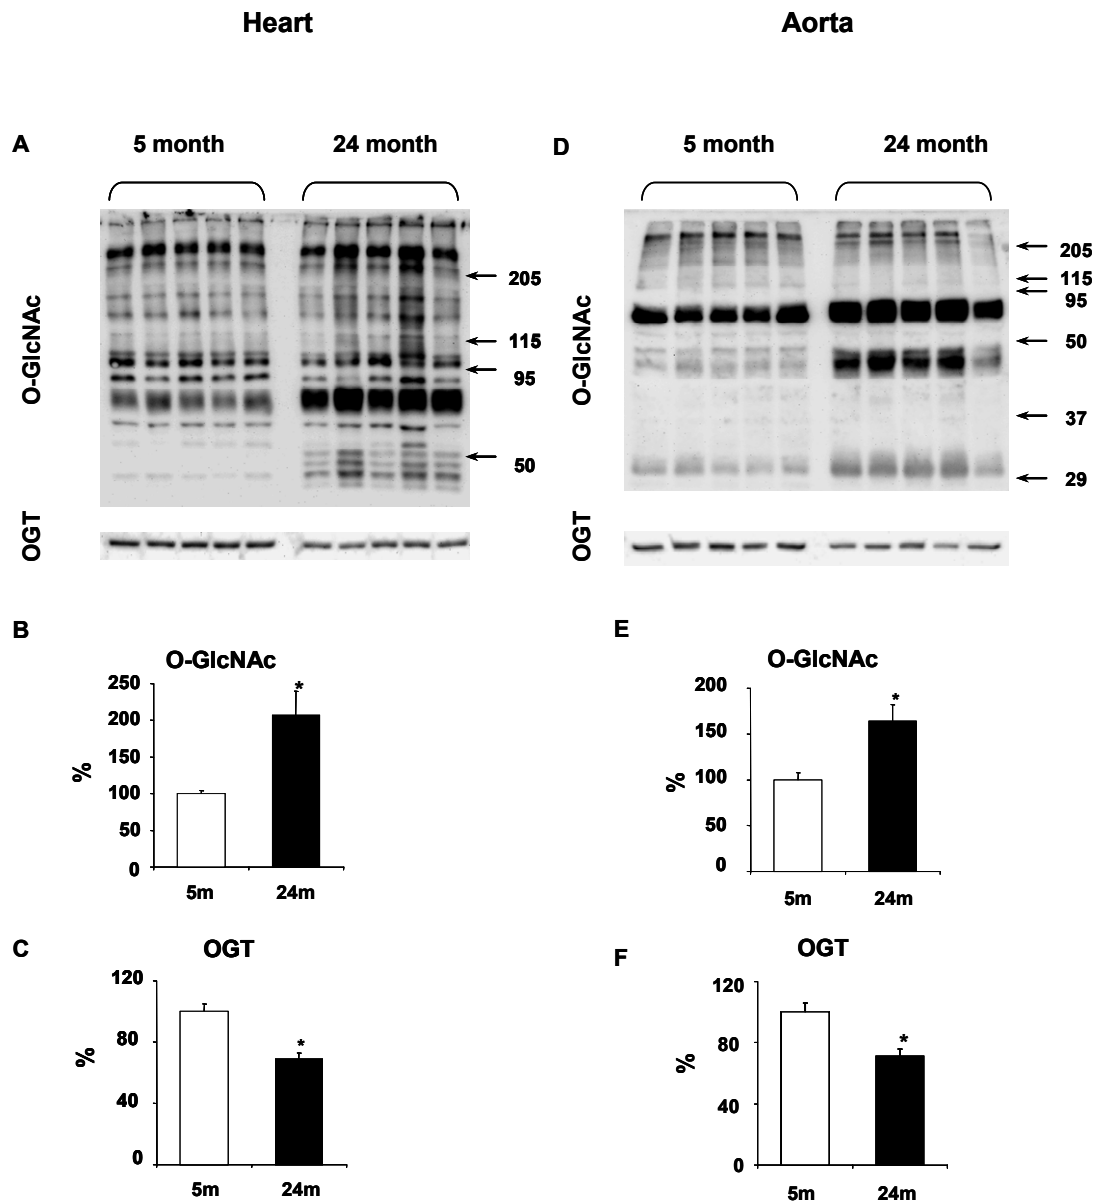 Heart
Aorta
A
5 month
24 month
O-GlcNAc
205
115
95
50
OGT
D
5 month
24 month
O-GlcNAc
205
115
95
50
37
29
OGT
B
O-GlcNAc
250
200
150
100
50
0
%
*
5m
24m
E
O-GlcNAc
200
150
100
50
0
%
*
5m
24m
C
OGT
120
80
40
0
%
*
5m
24m
F
OGT
120
80
40
0
%
*
5m
24m